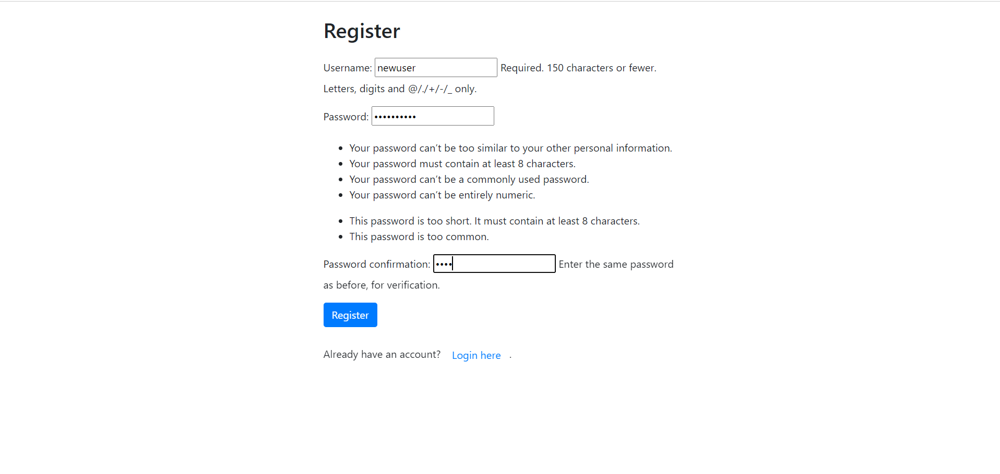 Register
Username: newuser Required. 150 characters or fewer.
Letters, digits and @/./+/-/_ only.
Password: ••••••••••
• Your password can’t be too similar to your other personal information.
• Your password must contain at least 8 characters.
• Your password can’t be a commonly used password.
• Your password can’t be entirely numeric.
• This password is too short. It must contain at least 8 characters.
• This password is too common.
Password confirmation: •••• Enter the same password
as before, for verification.
Register
Already have an account? Login here .